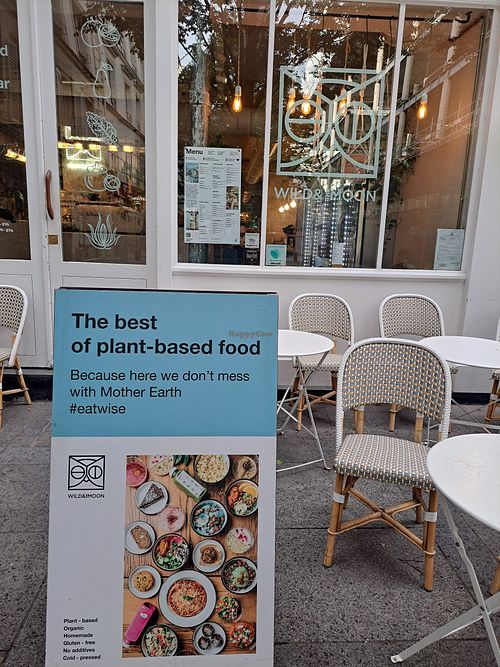 Menu
WILD&MOON
The best
of plant-based food
HappyCow
Because here we don't mess
with Mother Earth
#eatwise
WILD&MOON
Plant - based
Organic
Homemade
Gluten - free
No additives
Cold - pressed